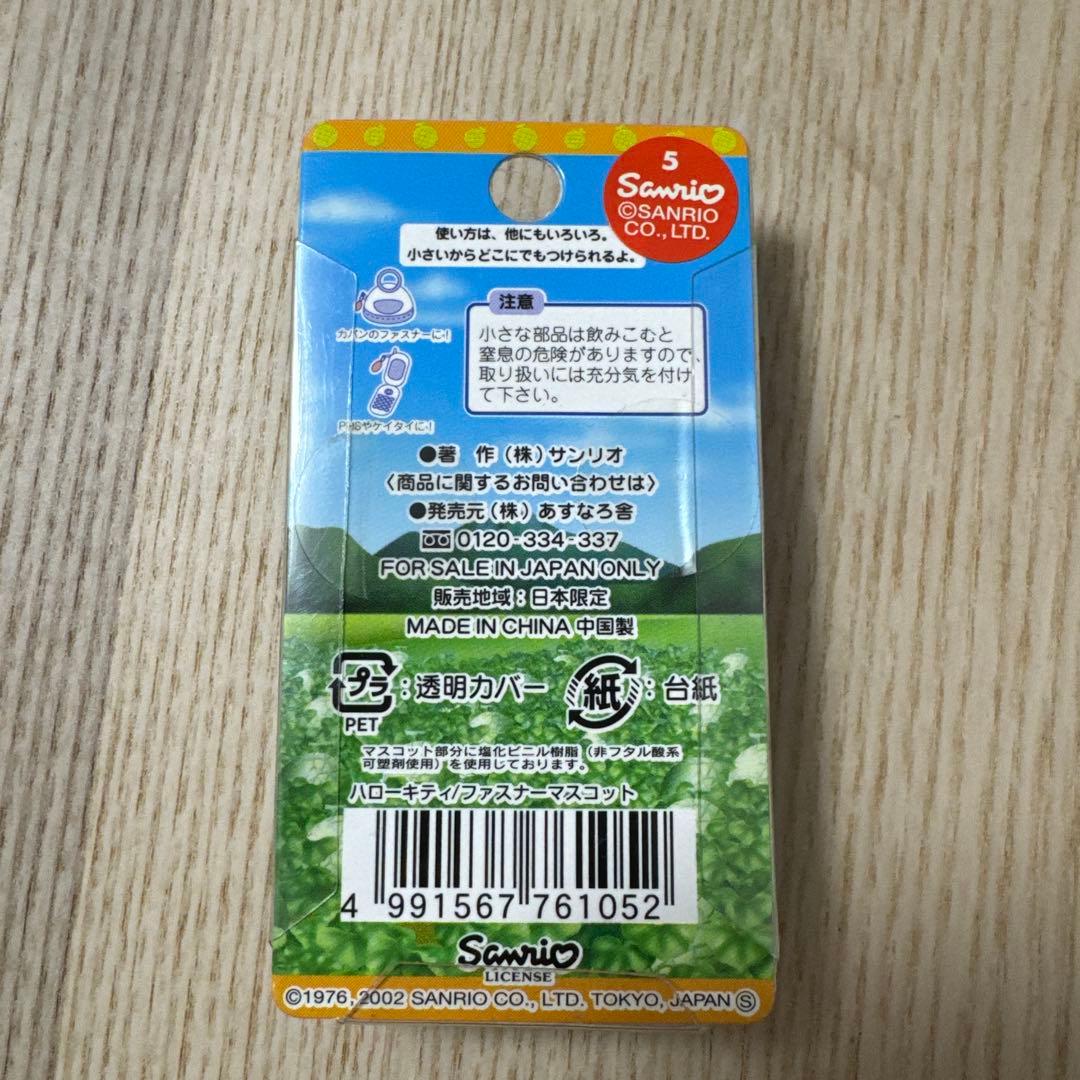 5
Sanrio
©SANRIO
CO., LTD.
使い方は、他にもいろいろ。
小さいからどこにでもつけられるよ。
カバンのファスナーに!
PHSやケイタイに!
注意
小さな部品は飲みこむと
窒息の危険がありますので、
取り扱いには充分気を付け
て下さい。
●著 作(株)サンリオ
〈商品に関するお問い合わせは〉
●発売元(株)あすなろ舎
0120-334-337
FOR SALE IN JAPAN ONLY
販売地域:日本限定
MADE IN CHINA 中国製
プラ:透明カバー 紙:台紙
PET
マスコット部分に塩化ビニル樹脂(非フタル酸系
可塑剤使用)を使用しております。
ハローキティ/ファスナーマスコット
4 991567 761052
Sanrio
LICENSE
©1976, 2002 SANRIO CO., LTD. TOKYO, JAPAN Ⓢ